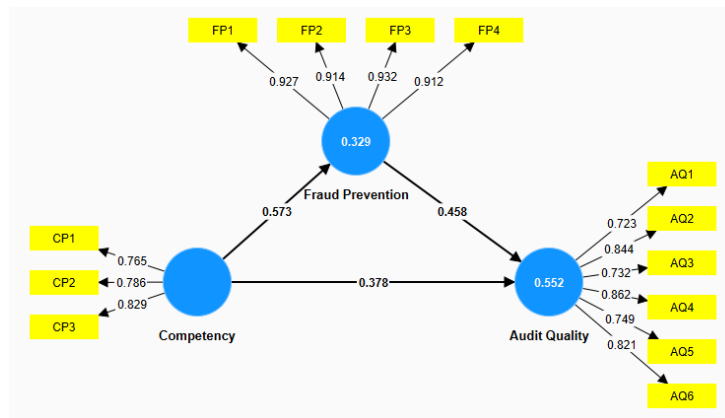 FP1 FP2 FP3 FP4
0.927 0.914 0.932 0.912
0.329
Fraud Prevention
0.573 0.458
CP1
CP2
CP3
0.765
0.786
0.829
Competency
0.378
0.552
Audit Quality
0.723
0.844
0.732
0.862
0.749
0.821
AQ1
AQ2
AQ3
AQ4
AQ5
AQ6